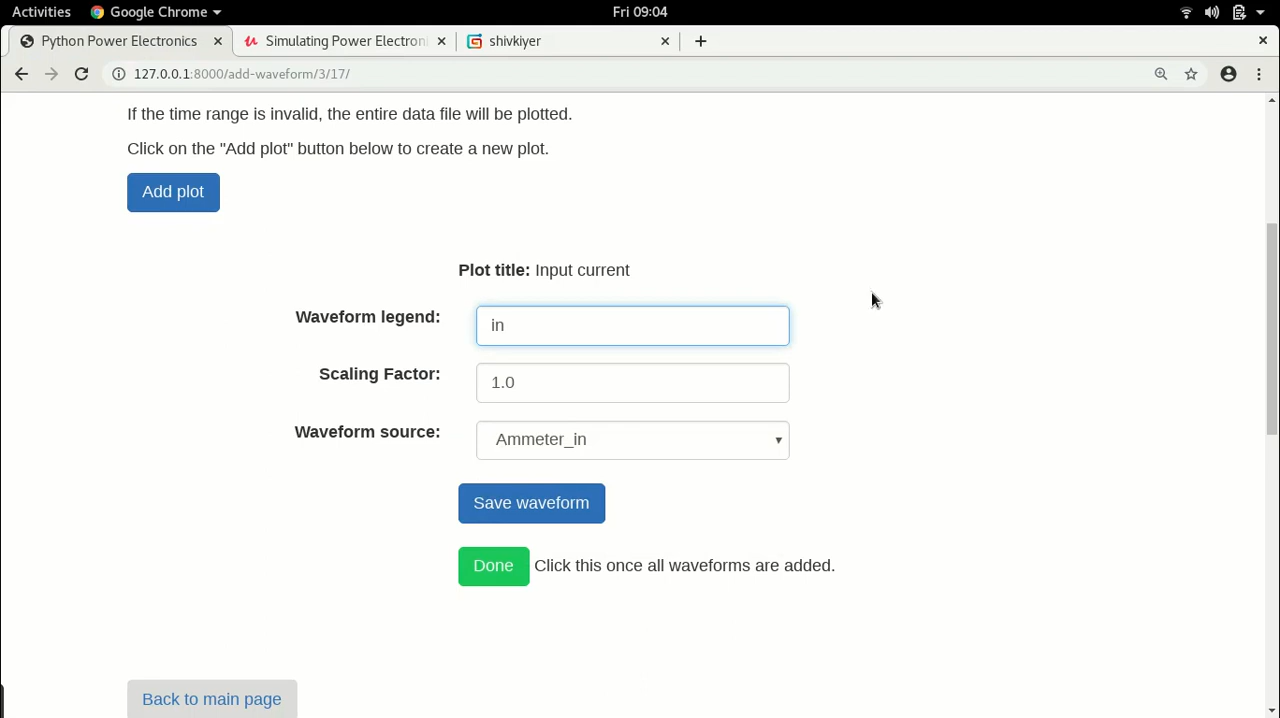 Activities Google Chrome Fri 09:04
Python Power Electronics Simulating Power Electroni shivkiyer
127.0.0.1:8000/add-waveform/3/17/
If the time range is invalid, the entire data file will be plotted.
Click on the "Add plot" button below to create a new plot.
Add plot
Plot title: Input current
Waveform legend: in
Scaling Factor: 1.0
Waveform source: Ammeter_in
Save waveform
Done Click this once all waveforms are added.
Back to main page